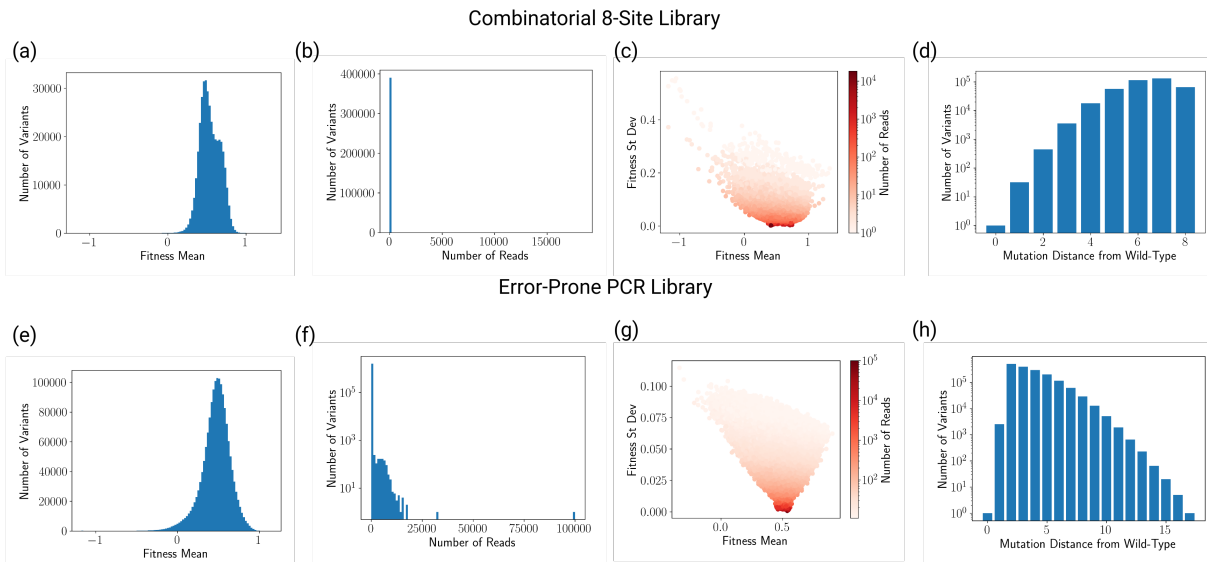 Combinatorial 8-Site Library
(a)
30000
20000
10000
0
Number of Variants
−1
0
1
Fitness Mean
(b)
400000
300000
200000
100000
0
Number of Variants
0
5000
10000
15000
Number of Reads
(c)
0.4
0.2
0.0
Fitness St Dev
−1
0
1
Fitness Mean
10^4
10^3
10^2
10^1
10^0
Number of Reads
(d)
10^5
10^4
10^3
10^2
10^1
10^0
Number of Variants
0
2
4
6
8
Mutation Distance from Wild-Type
Error-Prone PCR Library
(e)
100000
80000
60000
40000
20000
0
Number of Variants
−1
0
1
Fitness Mean
(f)
10^5
10^3
10^1
Number of Variants
0
25000
50000
75000
100000
Number of Reads
(g)
0.100
0.075
0.050
0.025
0.000
Fitness St Dev
0.0
0.5
Fitness Mean
10^5
10^4
10^3
10^2
Number of Reads
(h)
10^5
10^4
10^3
10^2
10^1
10^0
Number of Variants
0
5
10
15
Mutation Distance from Wild-Type